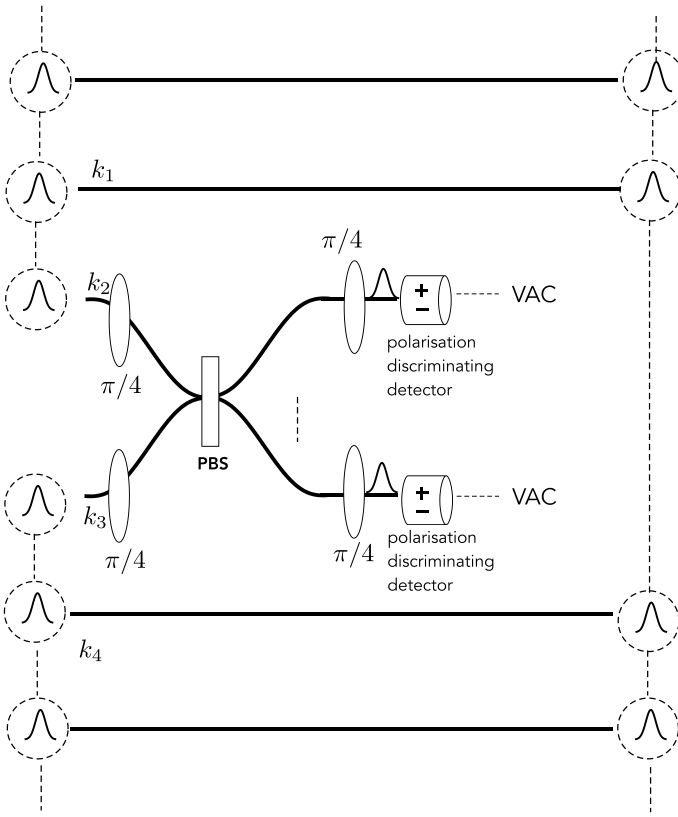 k₁
π/4
k₂
+
−
VAC
π/4
polarisation
discriminating
detector
PBS
k₃
+
−
VAC
π/4
π/4
polarisation
discriminating
detector
k₄